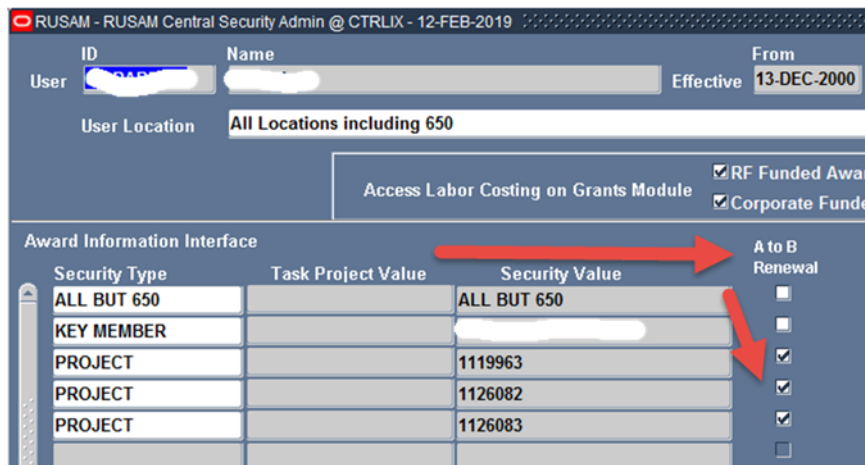 RUSAM - RUSAM Central Security Admin @ CTRLIX - 12-FEB-2019
ID Name From
User Effective 13-DEC-2000
User Location All Locations including 650
RF Funded Awa
Access Labor Costing on Grants Module
Corporate Funde
Award Information Interface A to B
Security Type Task Project Value Security Value Renewal
ALL BUT 650 ALL BUT 650
KEY MEMBER
PROJECT 1119963
PROJECT 1126082
PROJECT 1126083